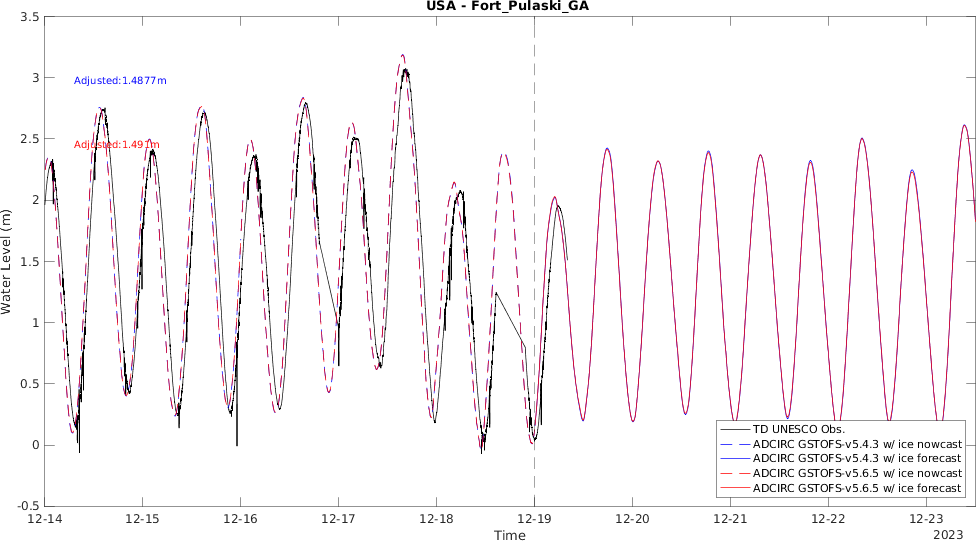 USA - Fort_Pulaski_GA
3.5
3
2.5
2
1.5
1
0.5
0
-0.5
Water Level (m)
Adjusted:1.4877m
Adjusted:1.491m
TD UNESCO Obs.
ADCIRC GSTOFS-v5.4.3 w/ ice nowcast
ADCIRC GSTOFS-v5.4.3 w/ ice forecast
ADCIRC GSTOFS-v5.6.5 w/ ice nowcast
ADCIRC GSTOFS-v5.6.5 w/ ice forecast
12-14 12-15 12-16 12-17 12-18 12-19 12-20 12-21 12-22 12-23
Time
2023